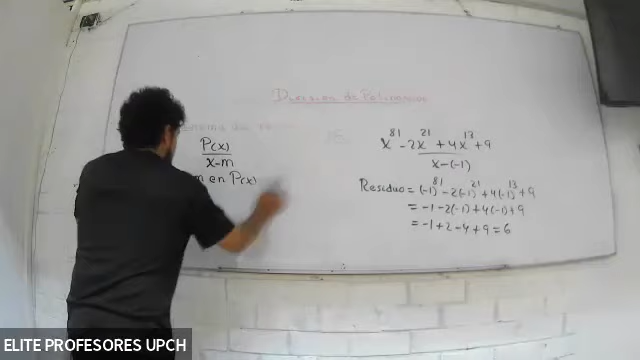 División de Polinomios
P(x)
x-m
en P(x)
x⁸¹ - 2x²¹ + 4x¹³ + 9
x-(-1)
Residuo = (-1)⁸¹ - 2(-1)²¹ + 4(-1)¹³ + 9
= -1 - 2(-1) + 4(-1) + 9
= -1 + 2 - 4 + 9 = 6
ELITE PROFESORES UPCH